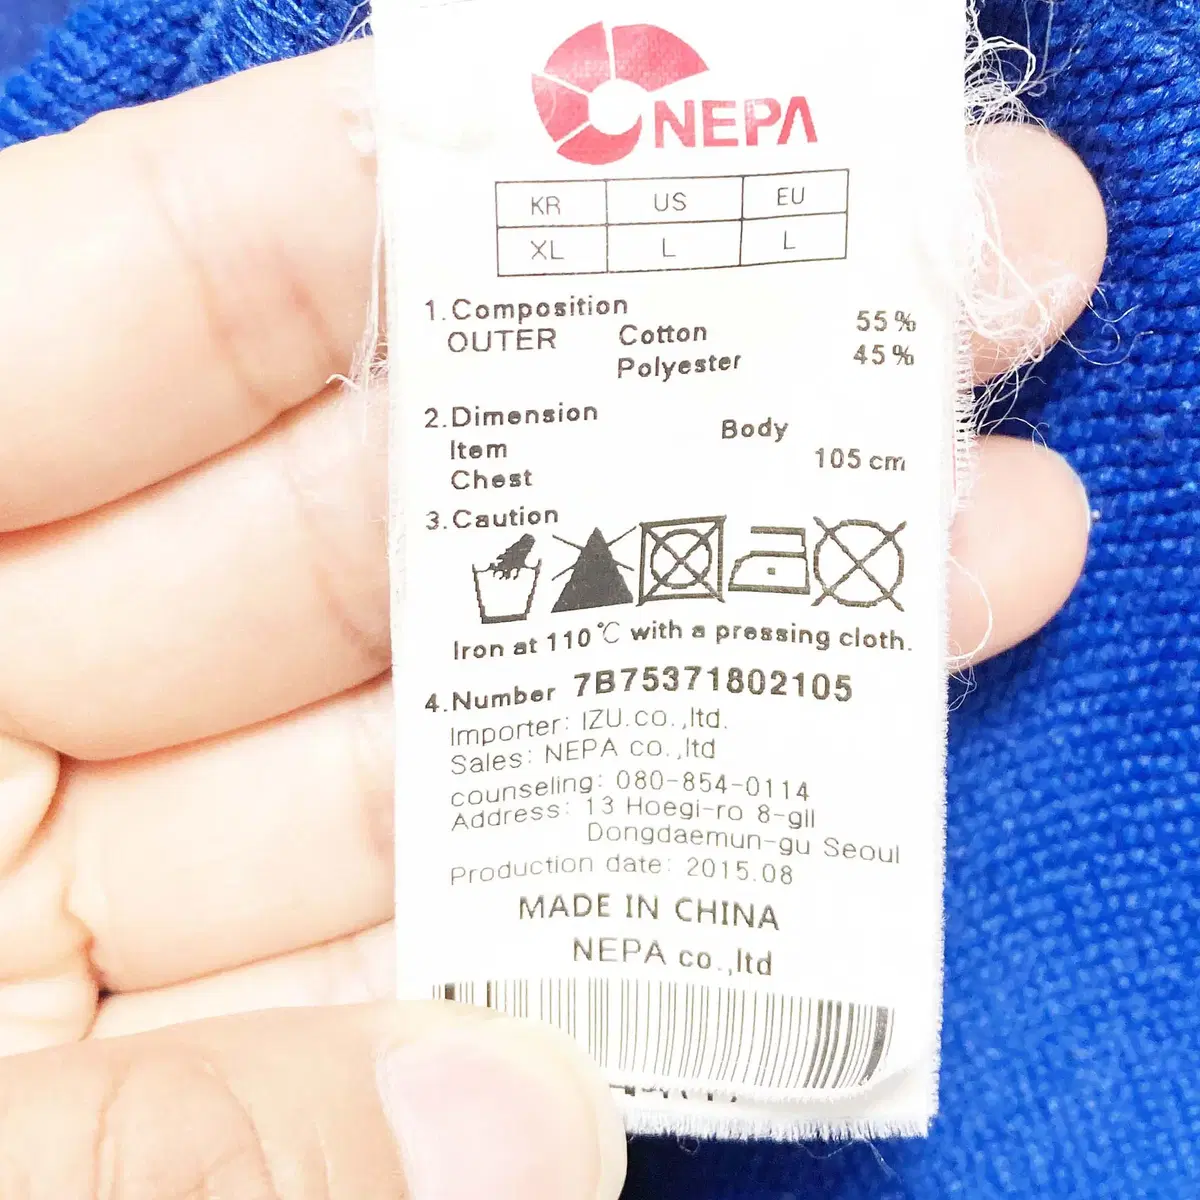 NEPA
KR US EU
XL L L
1.Composition
OUTER Cotton 55%
Polyester 45%
2.Dimension
Item Body
Chest 105 cm
3.Caution
Iron at 110℃ with a pressing cloth.
4.Number 7B75371802105
Importer: IZU.co.,ltd.
Sales: NEPA co.,ltd
counseling: 080-854-0114
Address: 13 Hoegi-ro 8-gil
Dongdaemun-gu Seoul
Production date: 2015.08
MADE IN CHINA
NEPA co.,ltd